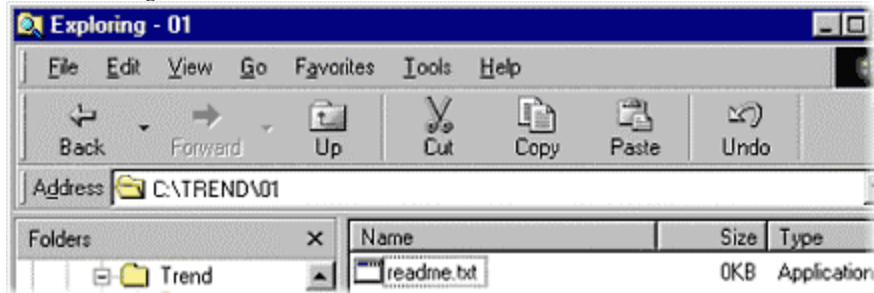 Exploring - 01
File Edit View Go Favorites Tools Help
Back Forward Up Cut Copy Paste Undo
Address C:\TREND\01
Folders × Name Size Type
Trend readme.txt 0KB Application